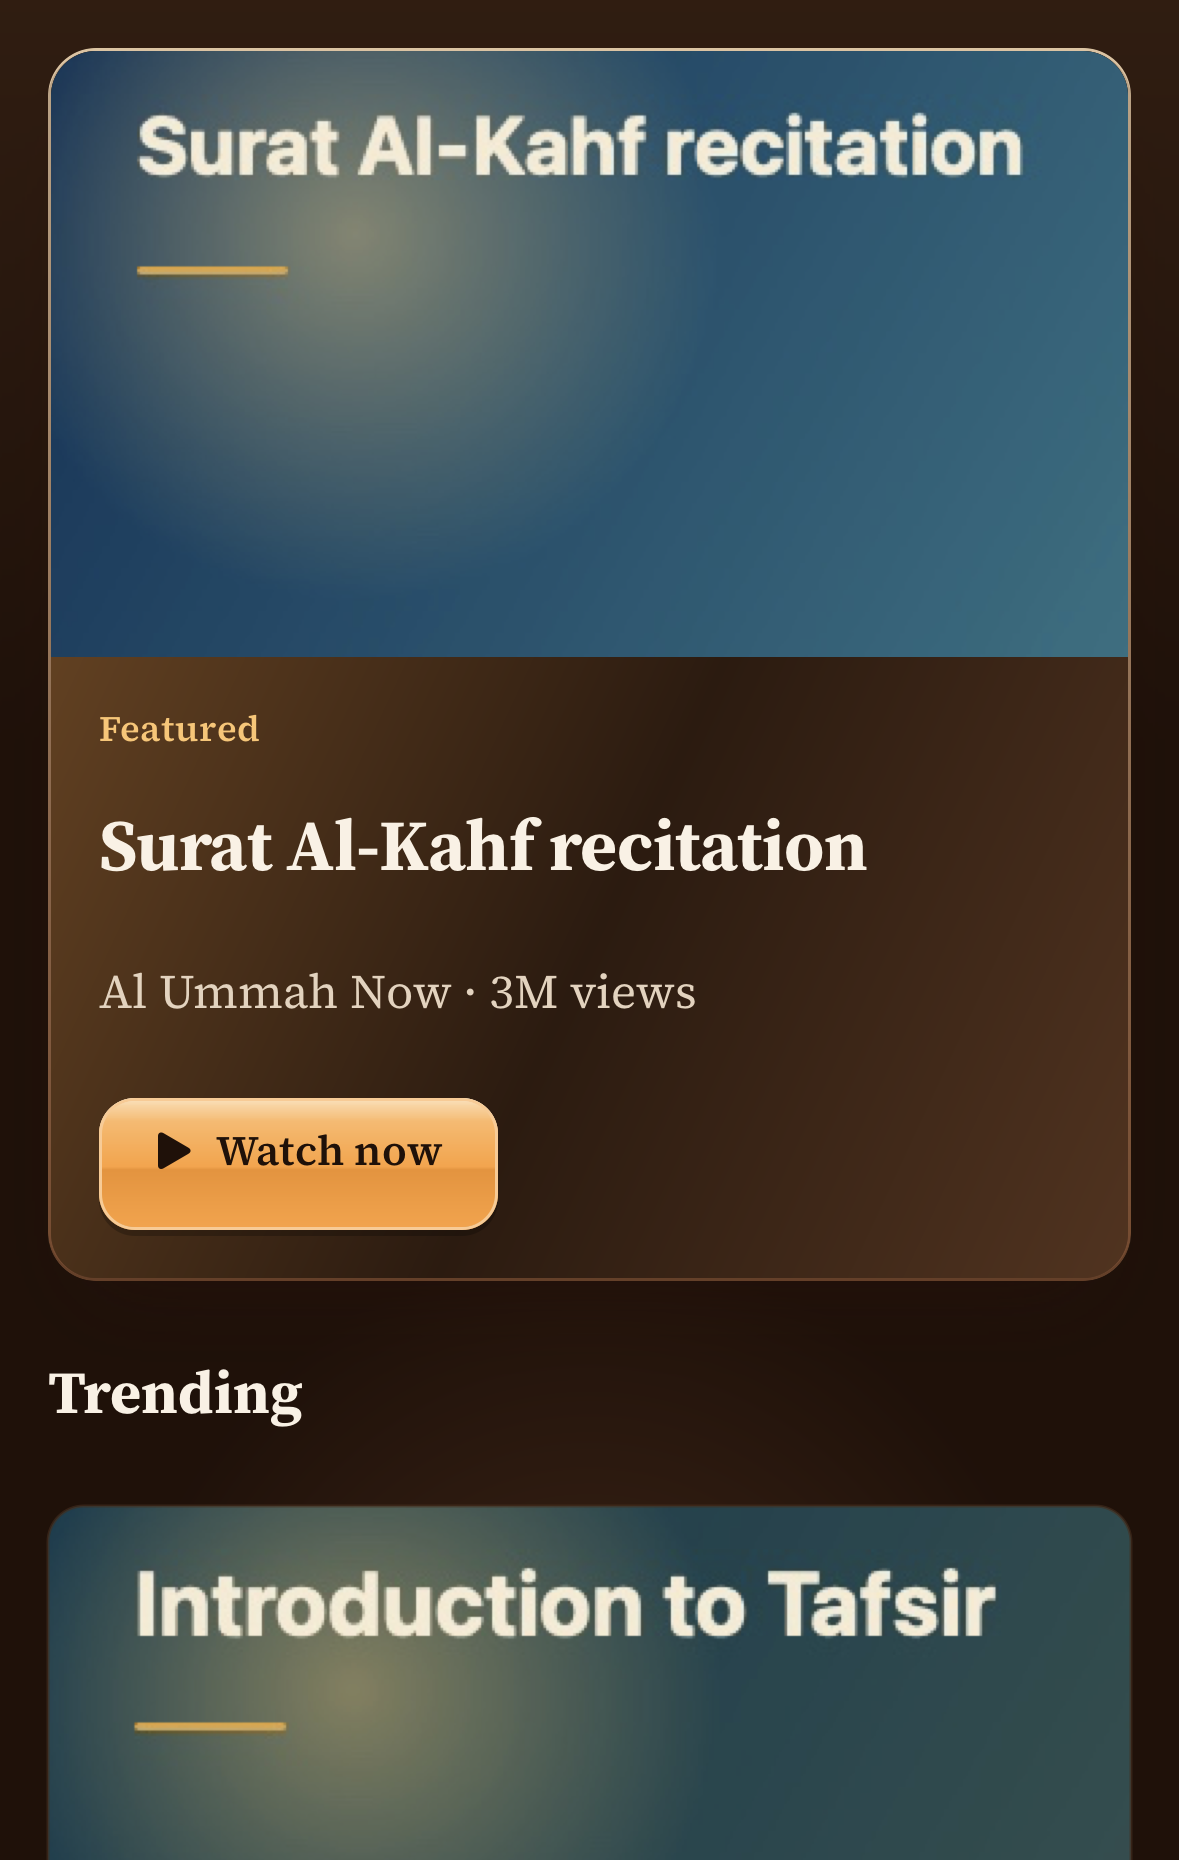 Surat Al-Kahf recitation
Featured
Surat Al-Kahf recitation
Al Ummah Now · 3M views
Watch now
Trending
Introduction to Tafsir